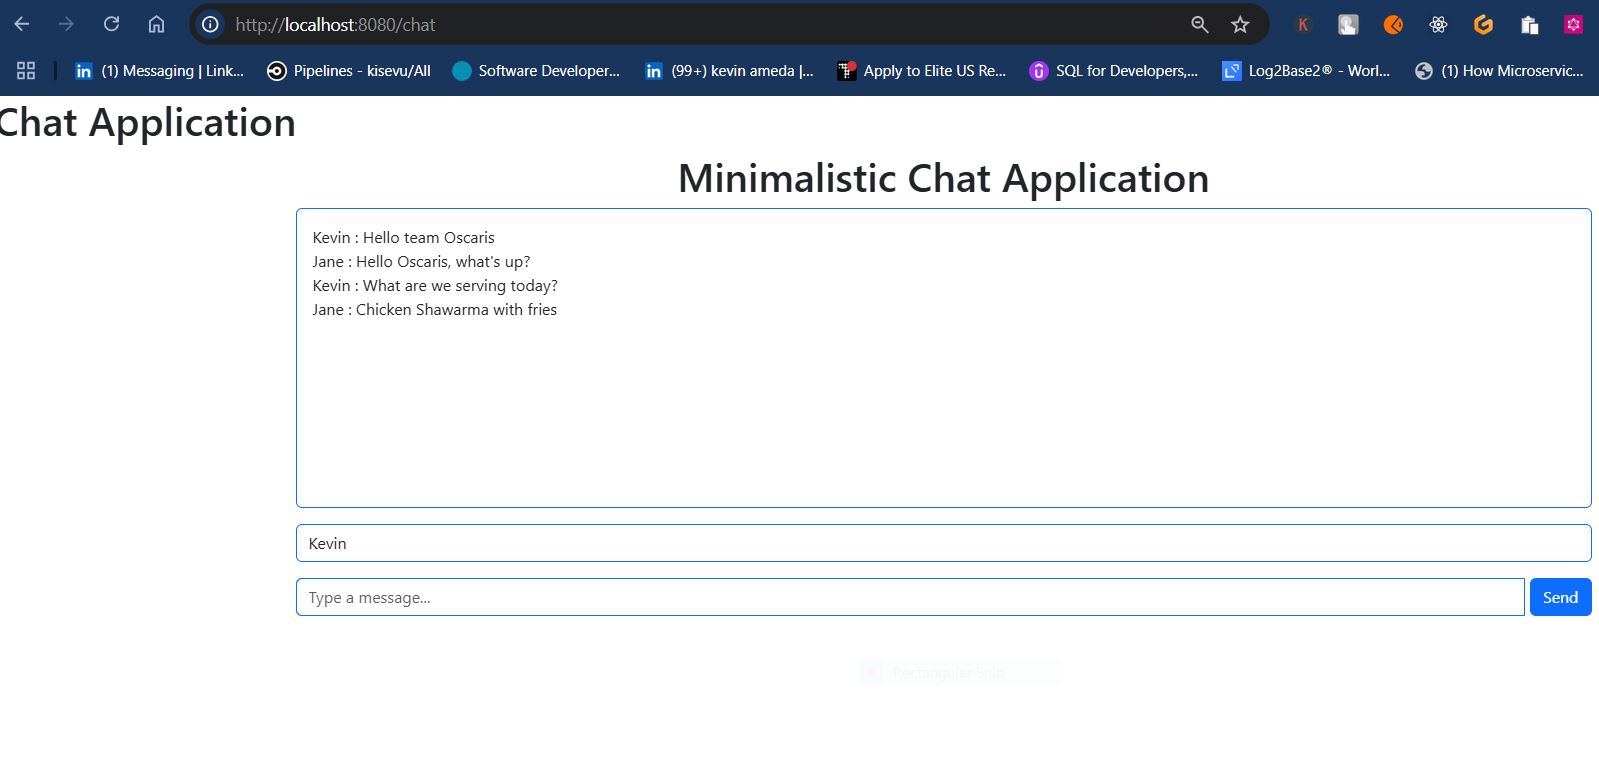 http://localhost:8080/chat
K
in (1) Messaging | Link...
Pipelines - kisevu/All
Software Developer...
in (99+) kevin ameda |...
Apply to Elite US Re...
SQL for Developers,...
Log2Base2® - Worl...
(1) How Microservic...
Chat Application
Minimalistic Chat Application
Kevin : Hello team Oscaris
Jane : Hello Oscaris, what's up?
Kevin : What are we serving today?
Jane : Chicken Shawarma with fries
Kevin
Type a message...
Send
Rectangular Snip